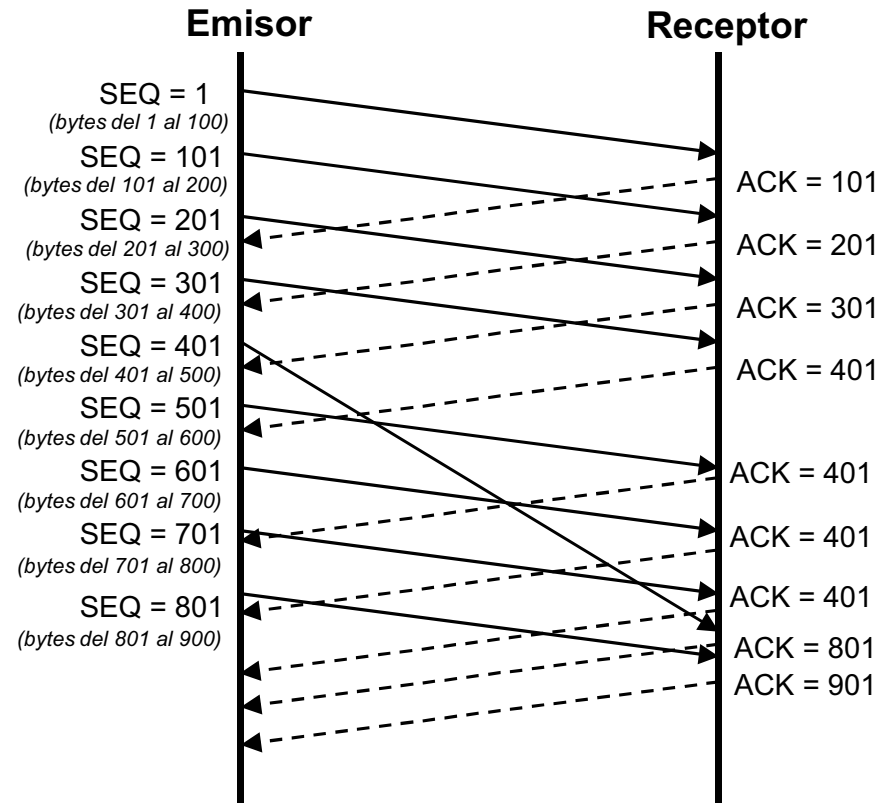 Emisor
Receptor
SEQ = 1
(bytes del 1 al 100)
SEQ = 101
(bytes del 101 al 200)
SEQ = 201
(bytes del 201 al 300)
SEQ = 301
(bytes del 301 al 400)
SEQ = 401
(bytes del 401 al 500)
SEQ = 501
(bytes del 501 al 600)
SEQ = 601
(bytes del 601 al 700)
SEQ = 701
(bytes del 701 al 800)
SEQ = 801
(bytes del 801 al 900)
ACK = 101
ACK = 201
ACK = 301
ACK = 401
ACK = 401
ACK = 401
ACK = 401
ACK = 801
ACK = 901